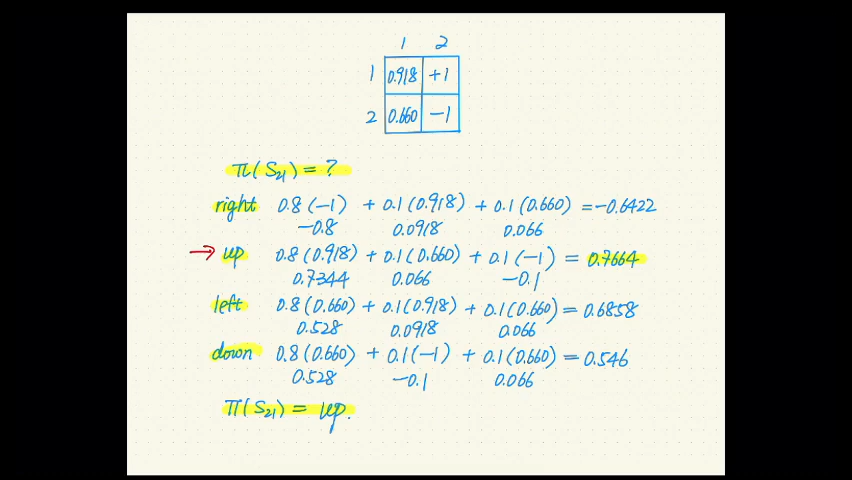 1 2
1 0.918 +1
2 0.660 -1
π(S₂₁) = ?
right 0.8(-1) + 0.1(0.918) + 0.1(0.660) = -0.6422
-0.8 0.0918 0.066
→ up 0.8(0.918) + 0.1(0.660) + 0.1(-1) = 0.7664
0.7344 0.066 -0.1
left 0.8(0.660) + 0.1(0.918) + 0.1(0.660) = 0.6858
0.528 0.0918 0.066
down 0.8(0.660) + 0.1(-1) + 0.1(0.660) = 0.546
0.528 -0.1 0.066
π(S₂₁) = up.